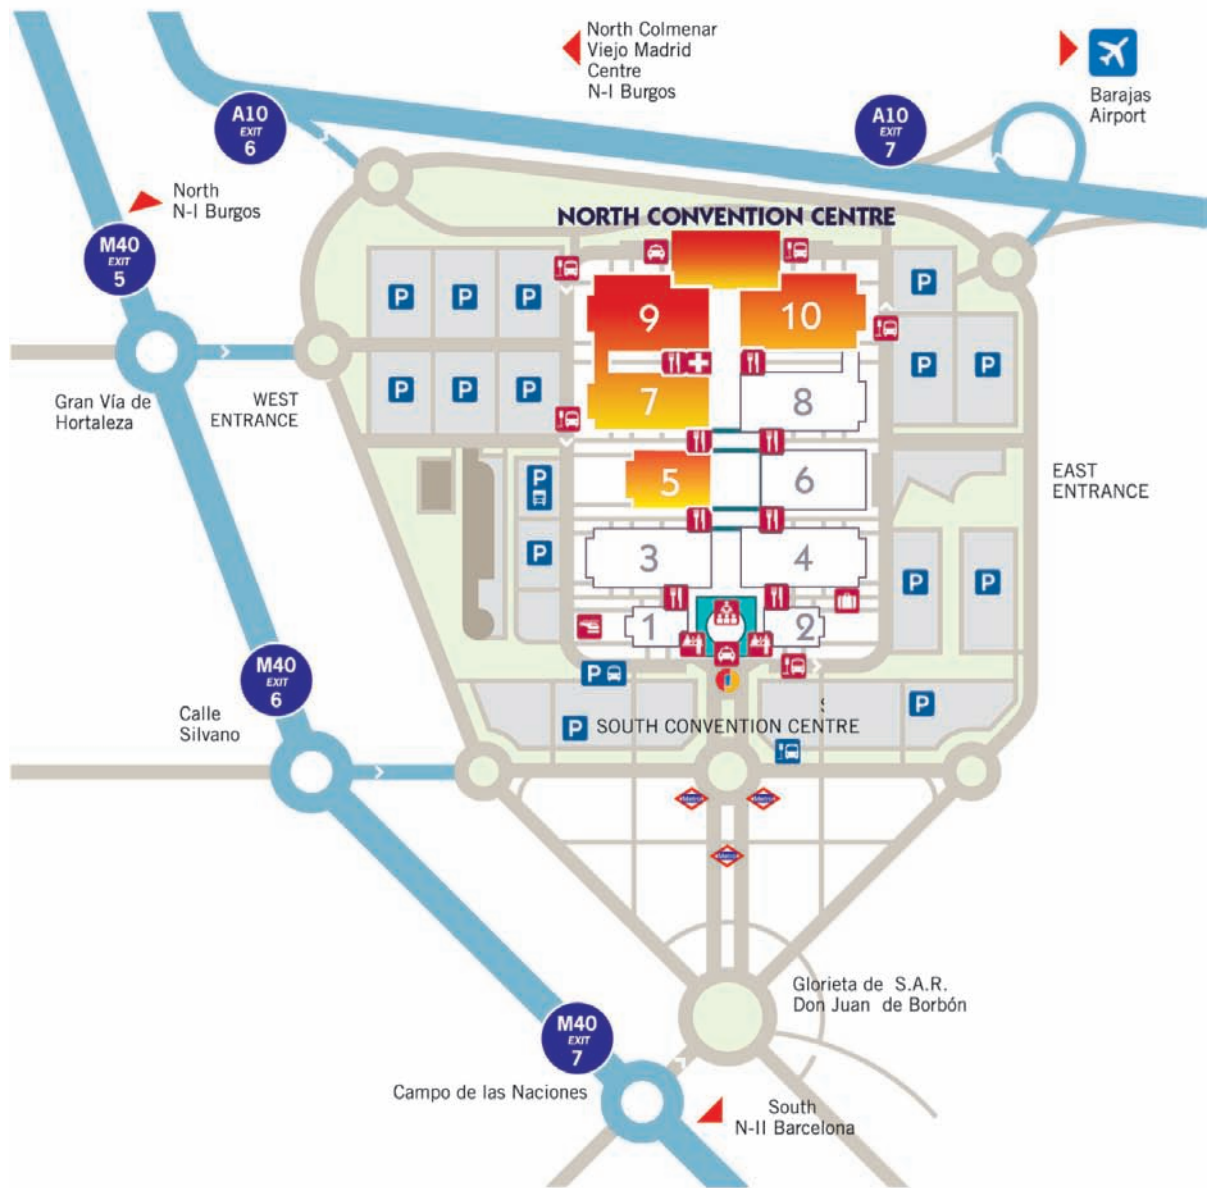 North Colmenar
Viejo Madrid
Centre
N-I Burgos
Barajas
Airport
A10
EXIT
6
A10
EXIT
7
North
N-I Burgos
M40
EXIT
5
NORTH CONVENTION CENTRE
P
P
P
P
9
10
P
P
P
P
P
7
8
Gran Vía de
Hortaleza
WEST
ENTRANCE
EAST
ENTRANCE
P
5
6
P
3
4
P
P
1
2
i
M40
EXIT
6
P
P
P
SOUTH CONVENTION CENTRE
S
Calle
Silvano
Metro
Metro
Metro
Glorieta de S.A.R.
Don Juan de Borbón
M40
EXIT
7
Campo de las Naciones
South
N-II Barcelona